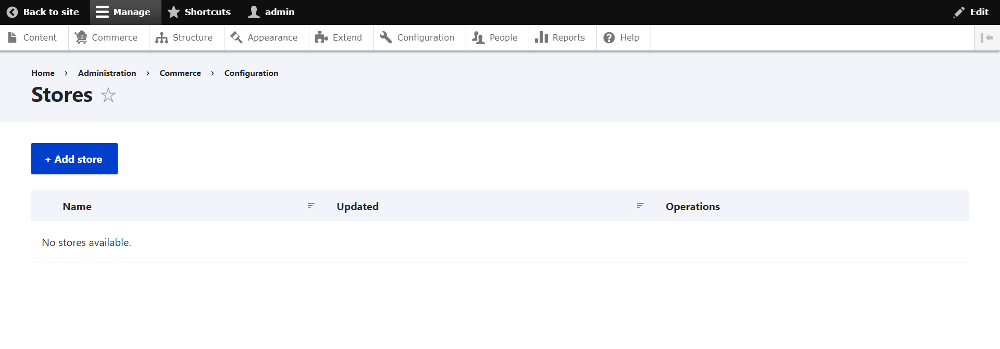 Back to site Manage Shortcuts admin Edit
Content Commerce Structure Appearance Extend Configuration People Reports Help
Home › Administration › Commerce › Configuration
Stores
+ Add store
Name Updated Operations
No stores available.